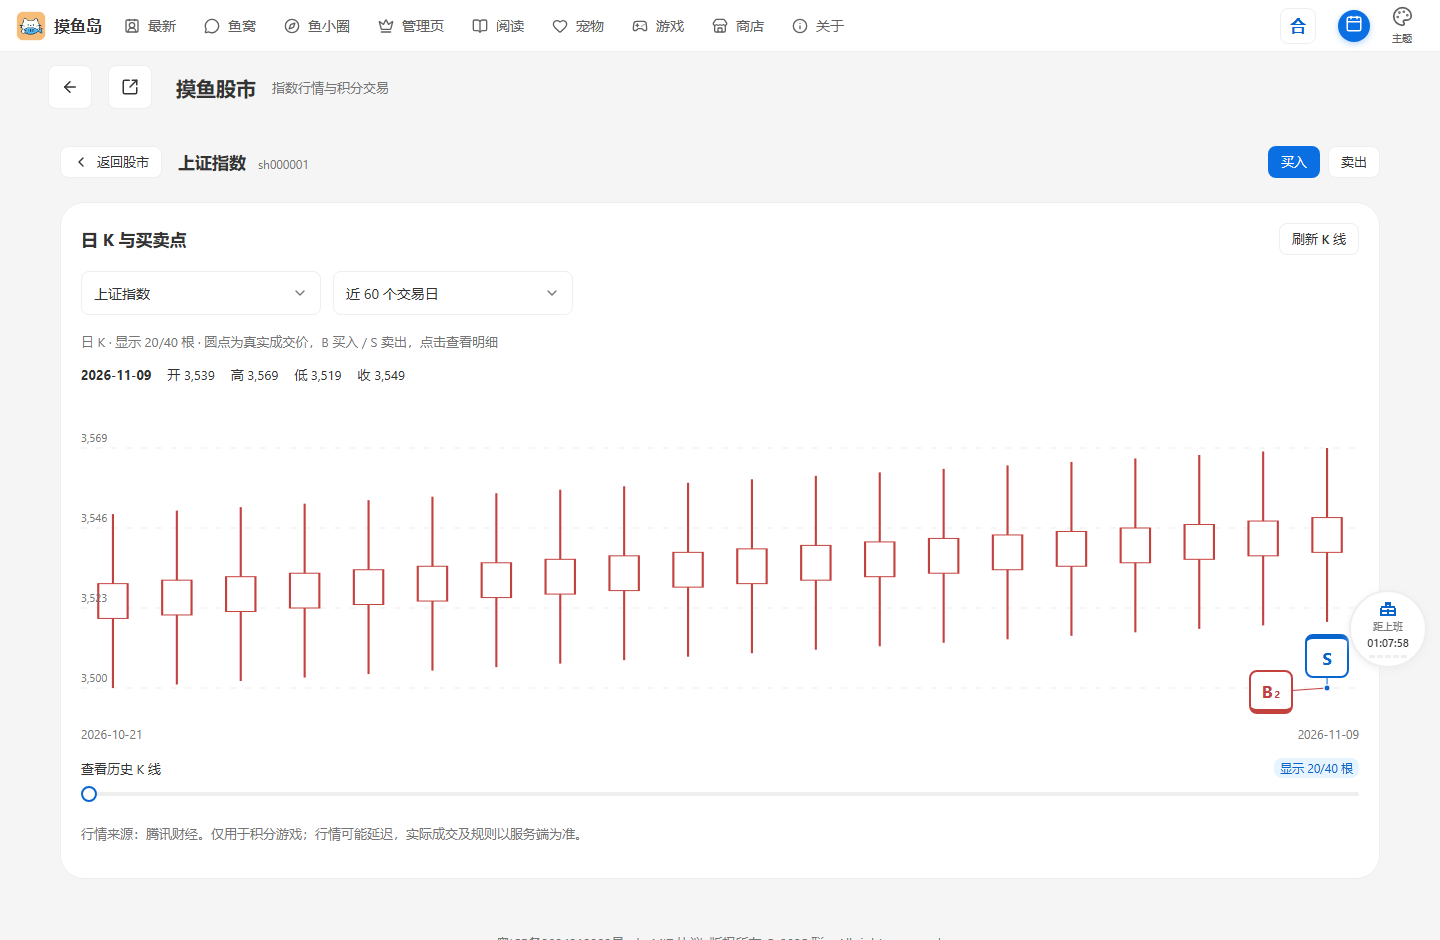 摸鱼岛 最新 鱼窝 鱼小圈 管理页 阅读 宠物 游戏 商店 关于 合 主题
摸鱼股市 指数行情与积分交易
返回股市 上证指数 sh000001 买入 卖出
日 K 与买卖点 刷新 K 线
上证指数 近 60 个交易日
日 K · 显示 20/40 根 · 圆点为真实成交价，B 买入 / S 卖出，点击查看明细
2026-11-09 开 3,539 高 3,569 低 3,519 收 3,549
3,569
3,546
3,523
3,500
距上班
01:07:58
S
B 2
2026-10-21 2026-11-09
查看历史 K 线 显示 20/40 根
行情来源：腾讯财经。仅用于积分游戏；行情可能延迟，实际成交及规则以服务端为准。